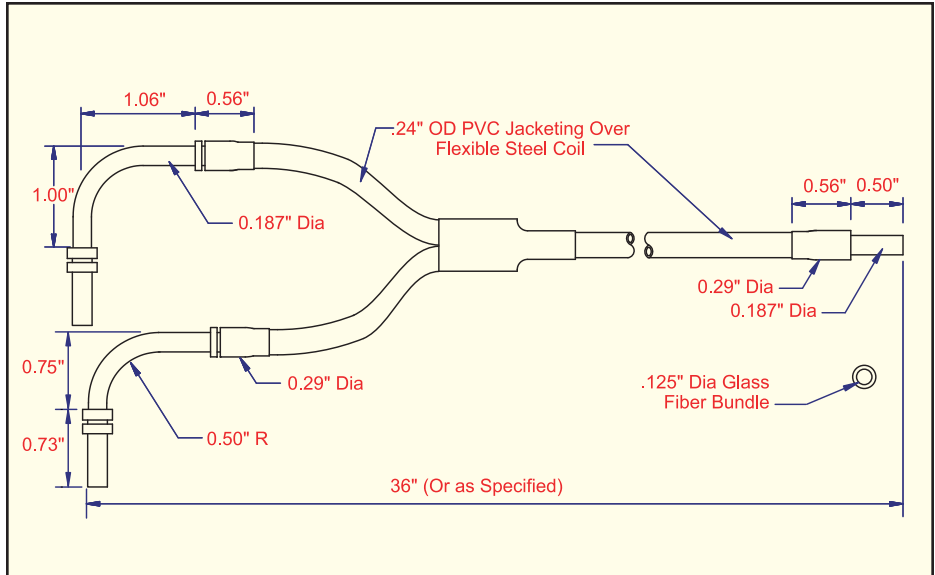 1.06"
0.56"
.24" OD PVC Jacketing Over
Flexible Steel Coil
1.00"
0.187" Dia
0.56"
0.50"
0.29" Dia
0.187" Dia
0.75"
0.29" Dia
.125" Dia Glass
Fiber Bundle
0.73"
0.50" R
36" (Or as Specified)